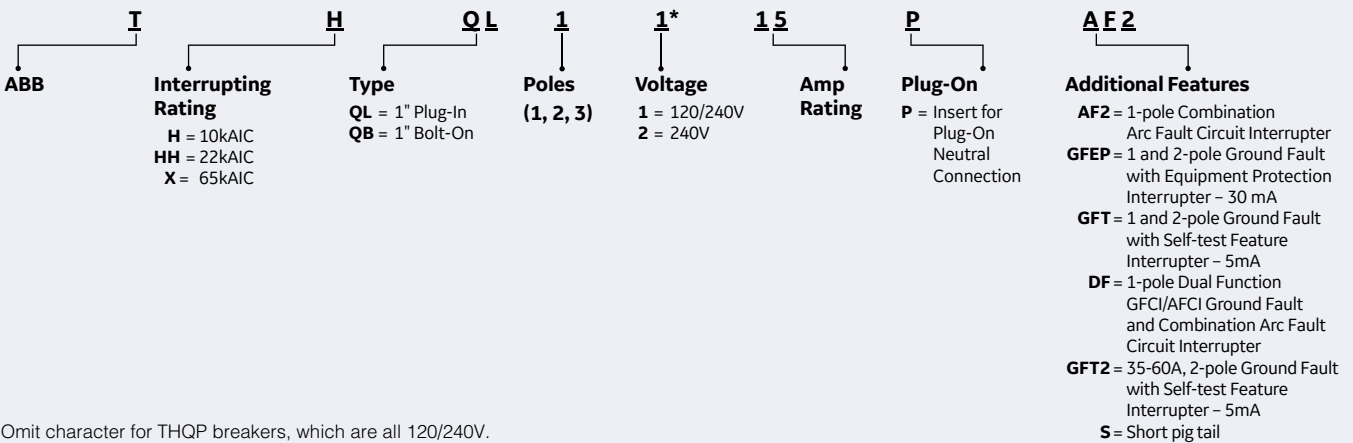 T H QL 1 1* 15 P AF2
ABB
Interrupting
Rating
H = 10kAIC
HH = 22kAIC
X = 65kAIC
Type
QL = 1" Plug-In
QB = 1" Bolt-On
Poles
(1, 2, 3)
Voltage
1 = 120/240V
2 = 240V
Amp
Rating
Plug-On
P = Insert for
Plug-On
Neutral
Connection
Additional Features
AF2 = 1-pole Combination
Arc Fault Circuit Interrupter
GFEP = 1 and 2-pole Ground Fault
with Equipment Protection
Interrupter – 30 mA
GFT = 1 and 2-pole Ground Fault
with Self-test Feature
Interrupter – 5mA
DF = 1-pole Dual Function
GFCI/AFCI Ground Fault
and Combination Arc Fault
Circuit Interrupter
GFT2 = 35-60A, 2-pole Ground Fault
with Self-test Feature
Interrupter – 5mA
S = Short pig tail
Omit character for THQP breakers, which are all 120/240V.